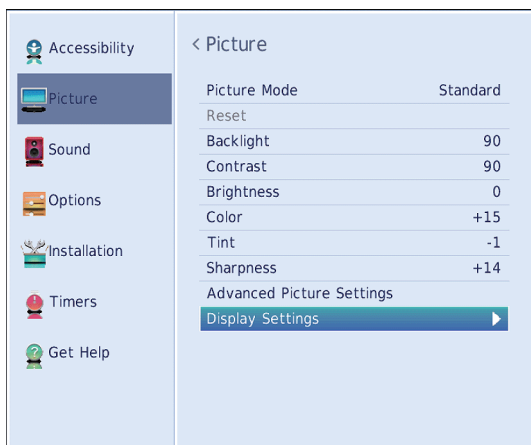 Accessibility
Picture
Sound
Options
Installation
Timers
Get Help
< Picture
Picture Mode Standard
Reset
Backlight 90
Contrast 90
Brightness 0
Color +15
Tint -1
Sharpness +14
Advanced Picture Settings
Display Settings